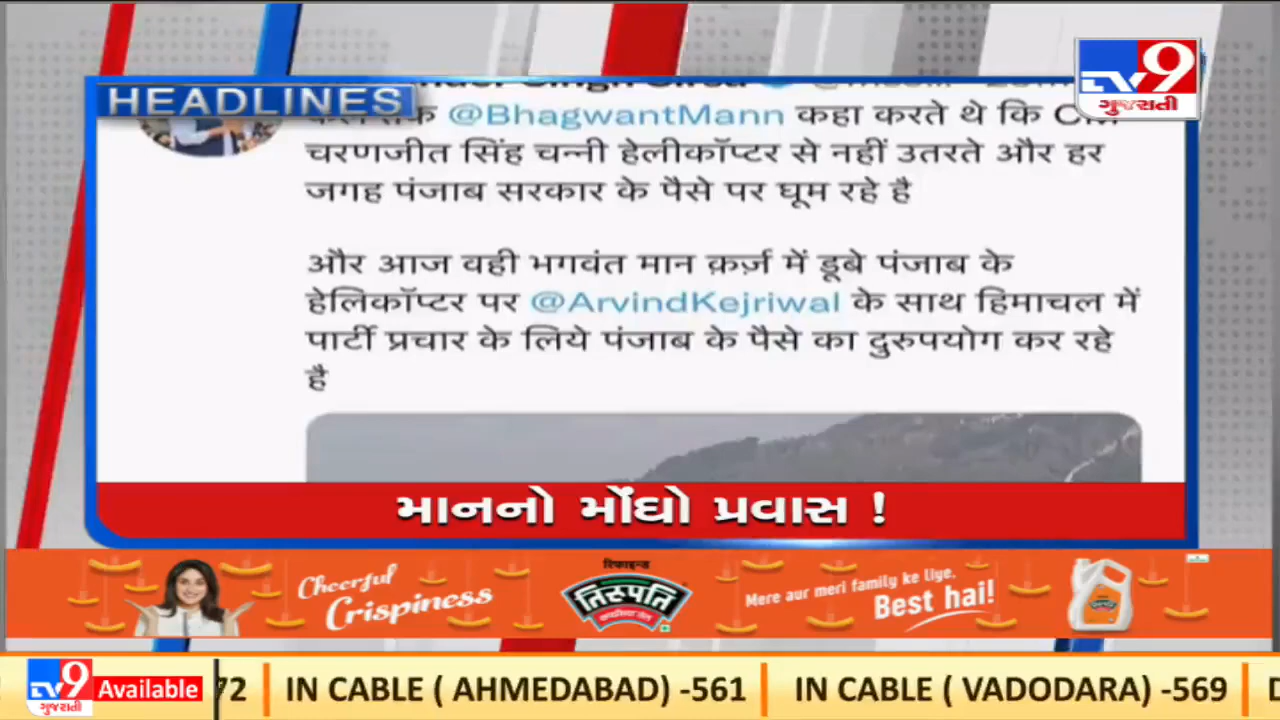 HEADLINES
TV9
ગુજરાતી
@BhagwantMann कहा करते थे कि
चरणजीत सिंह चन्नी हेलीकॉप्टर से नहीं उतरते और हर
जगह पंजाब सरकार के पैसे पर घूम रहे है
और आज वही भगवंत मान क़र्ज़ में डूबे पंजाब के
हेलिकॉप्टर पर @ArvindKejriwal के साथ हिमाचल में
पार्टी प्रचार के लिये पंजाब के पैसे का दुरुपयोग कर रहे
है
માનનો મોંઘો પ્રવાસ !
Cheerful
Crispiness
रिफाइन्ड
तिरुपति
Mere aur meri family ke liye,
Best hai!
TV9
ગુજરાતી
Available
72 | IN CABLE ( AHMEDABAD) -561 | IN CABLE ( VADODARA) -569 | D